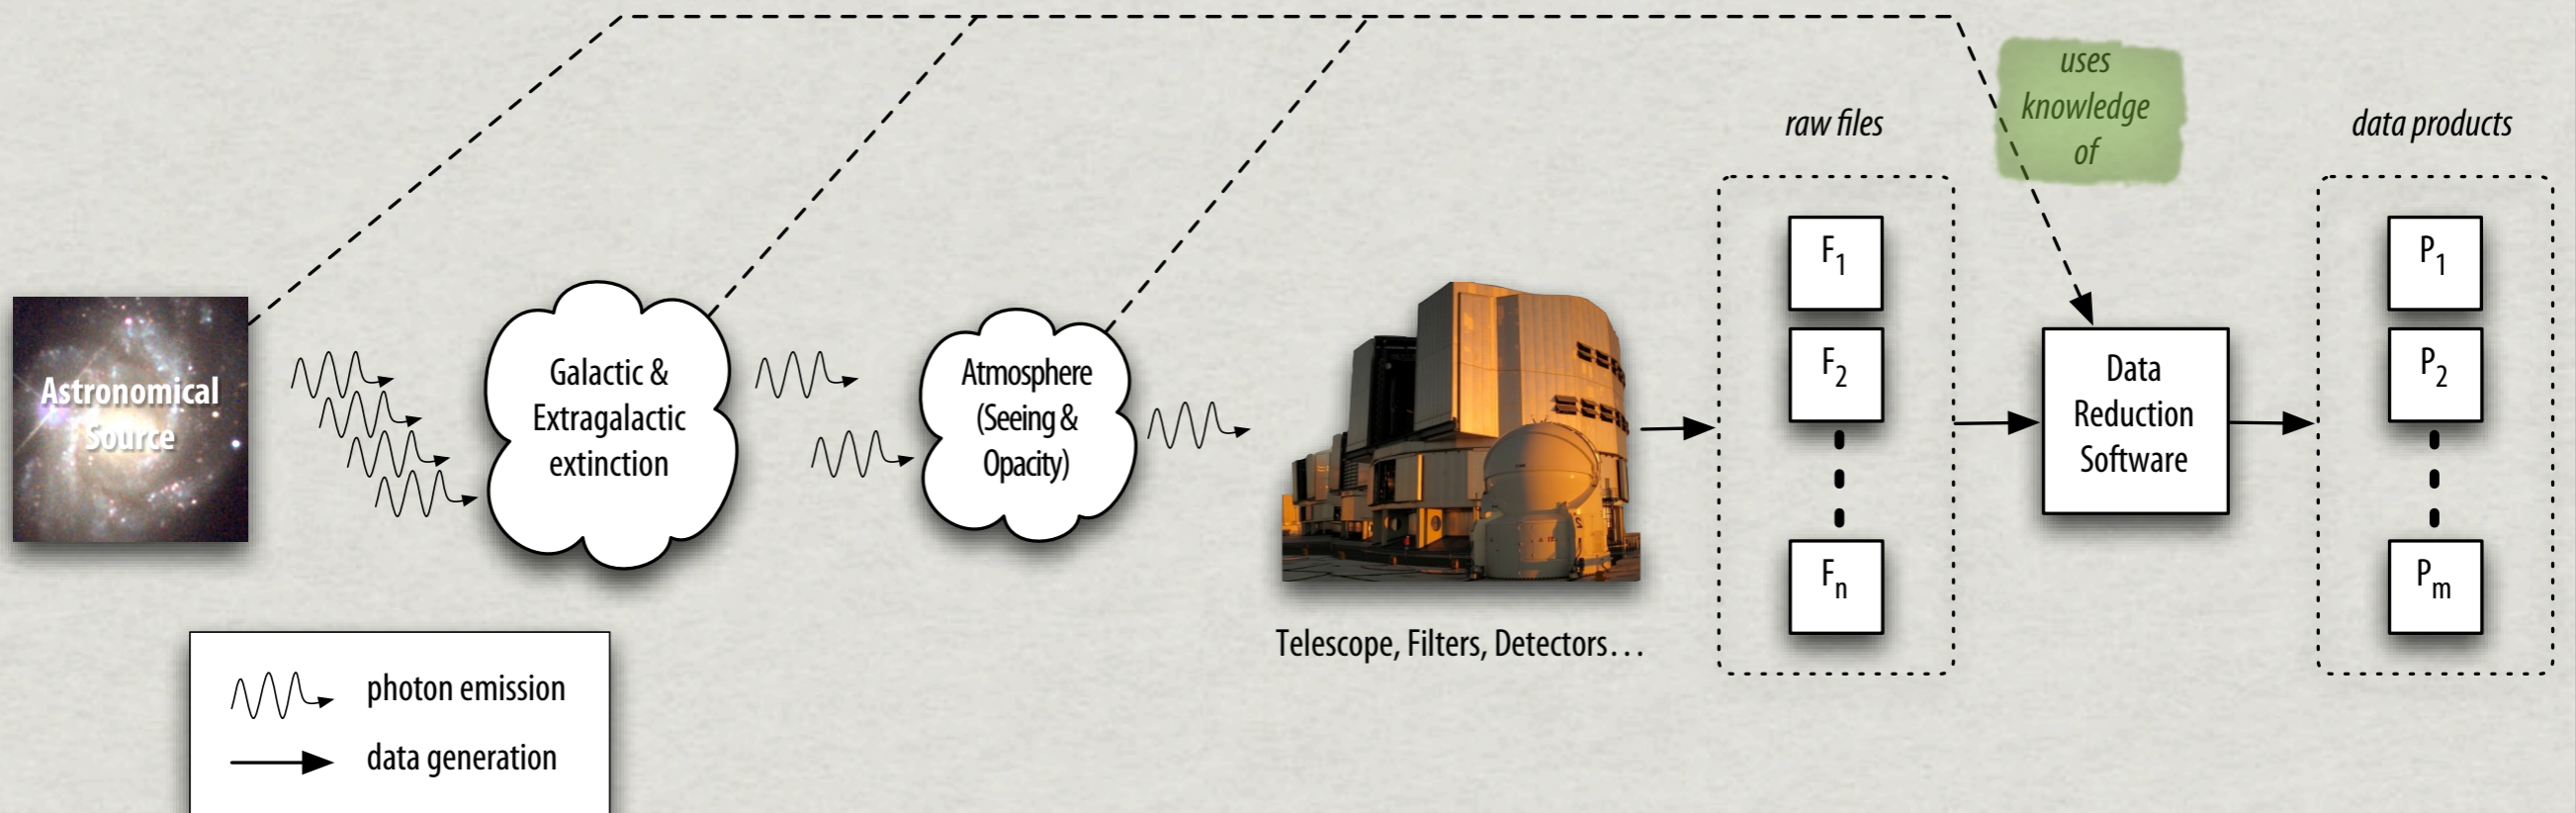 uses
knowledge
of
raw files
data products
Astronomical
Source
Galactic &
Extragalactic
extinction
Atmosphere
(Seeing &
Opacity)
Telescope, Filters, Detectors...
F1
F2
Fn
Data
Reduction
Software
P1
P2
Pm
photon emission
data generation